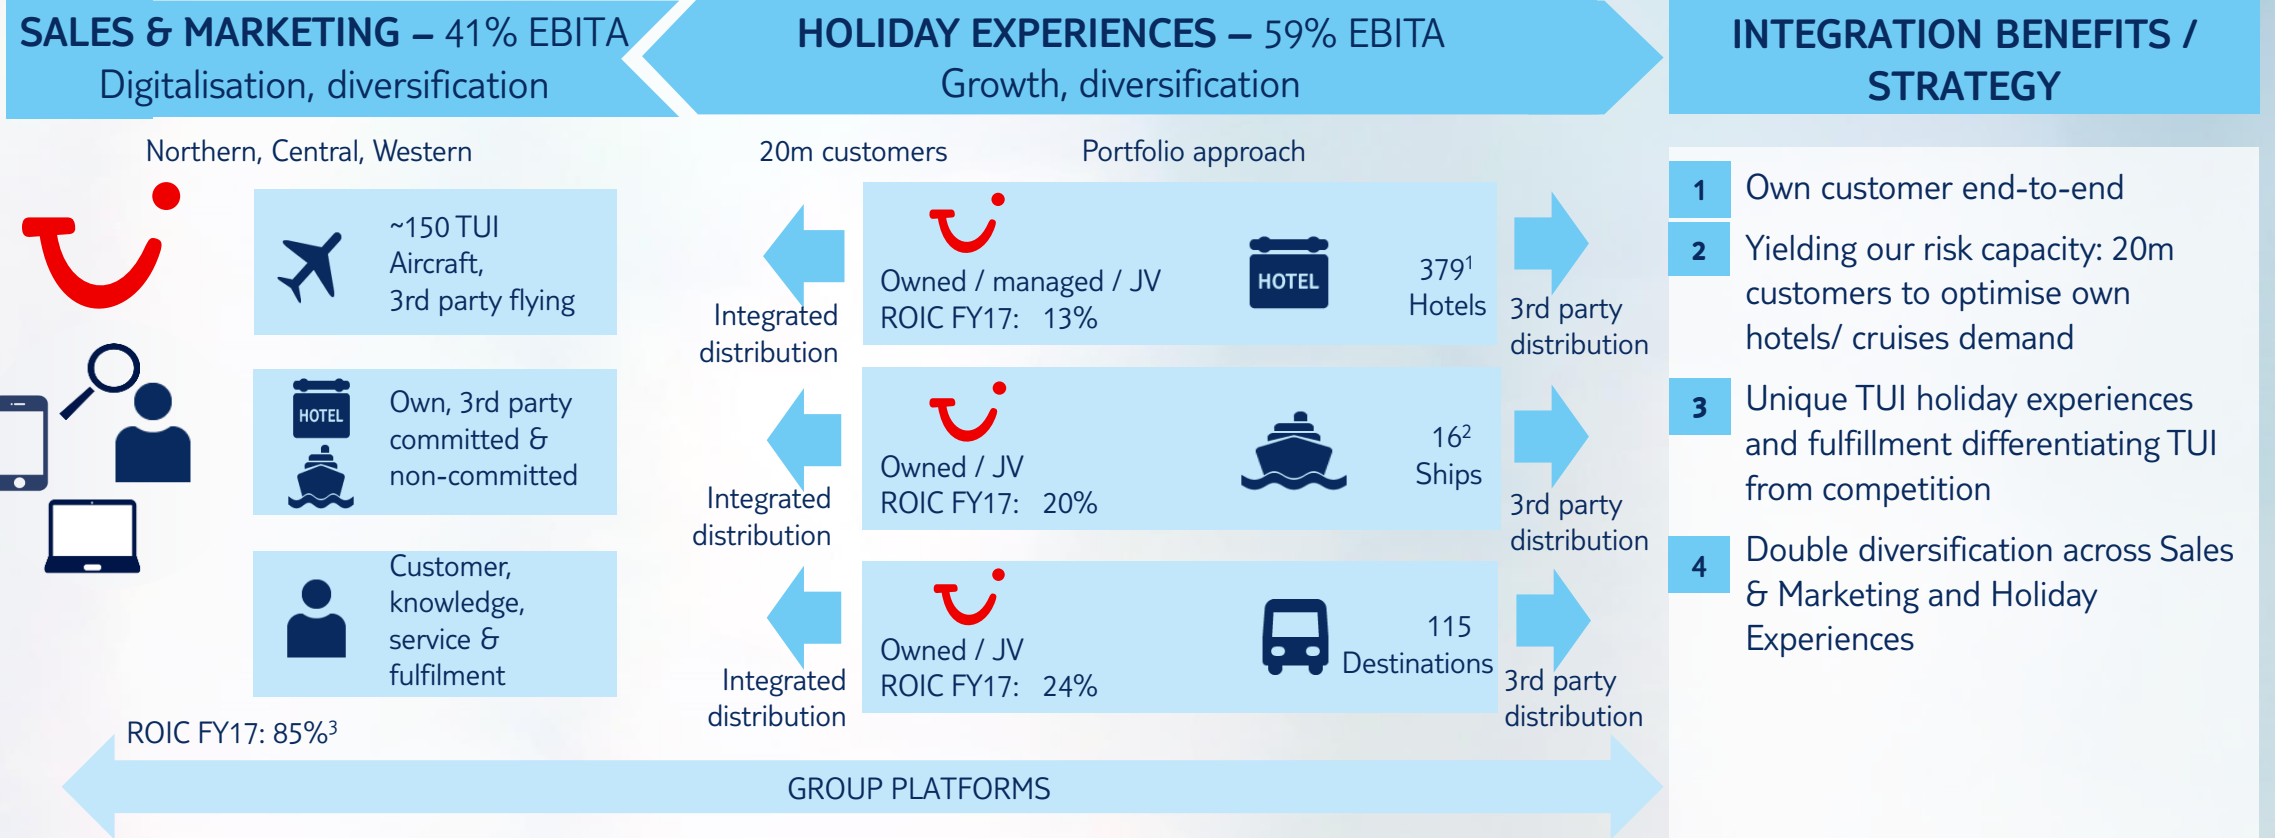 SALES & MARKETING – 41% EBITA
Digitalisation, diversification
HOLIDAY EXPERIENCES – 59% EBITA
Growth, diversification
INTEGRATION BENEFITS /
STRATEGY
Northern, Central, Western
~150 TUI
Aircraft,
3rd party flying
HOTEL
Own, 3rd party
committed &
non-committed
Customer,
knowledge,
service &
fulfilment
ROIC FY17: 85%³
20m customers
Portfolio approach
Integrated
distribution
Owned / managed / JV
ROIC FY17: 13%
HOTEL
379¹
Hotels
3rd party
distribution
Integrated
distribution
Owned / JV
ROIC FY17: 20%
16²
Ships
3rd party
distribution
Integrated
distribution
Owned / JV
ROIC FY17: 24%
115
Destinations
3rd party
distribution
GROUP PLATFORMS
1 Own customer end-to-end
2 Yielding our risk capacity: 20m
customers to optimise own
hotels/ cruises demand
3 Unique TUI holiday experiences
and fulfillment differentiating TUI
from competition
4 Double diversification across Sales
& Marketing and Holiday
Experiences